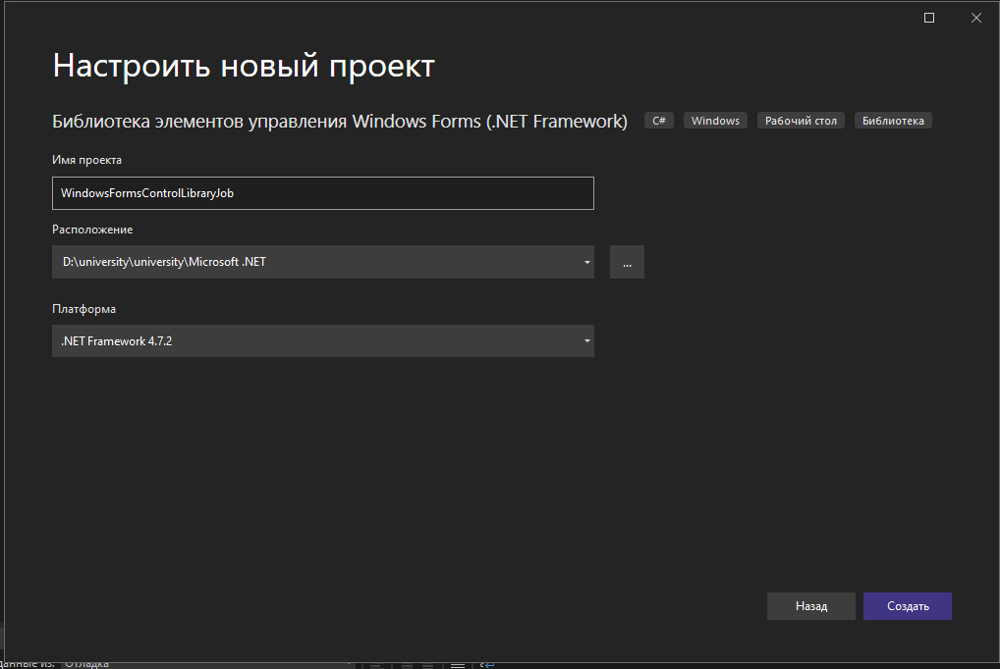 Настроить новый проект
Библиотека элементов управления Windows Forms (.NET Framework) C# Windows Рабочий стол Библиотека
Имя проекта
WindowsFormsControlLibraryJob
Расположение
D:\university\university\Microsoft .NET
...
Платформа
.NET Framework 4.7.2
Назад Создать
данные из: Отладка